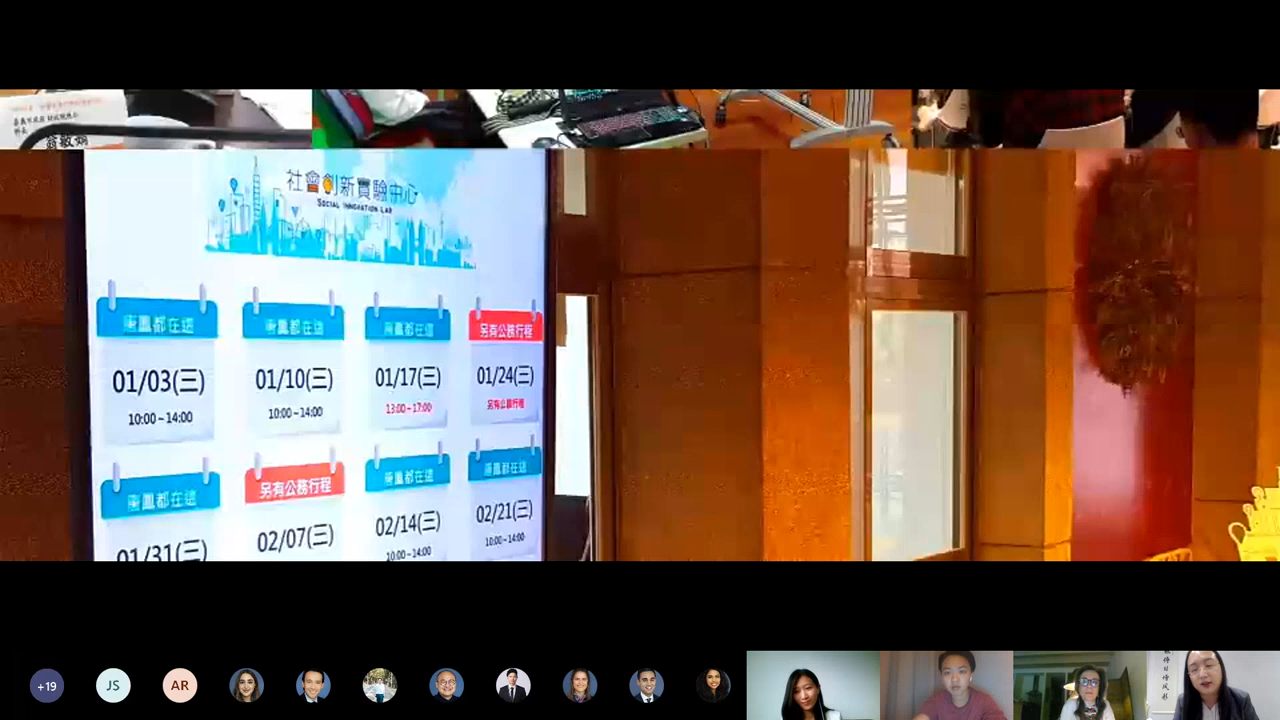 社會創新實驗中心
SOCIAL INNOVATION LAB
唐鳳都在這
唐鳳都在這
唐鳳都在這
另有公務行程
01/03(三)
01/10(三)
01/17(三)
01/24(三)
10:00~14:00
10:00~14:00
13:00~17:00
另有公務行程
唐鳳都在這
另有公務行程
唐鳳都在這
唐鳳都在這
01/31(三)
02/07(三)
02/14(三)
02/21(三)
10:00~14:00
10:00~14:00
+19
JS
AR